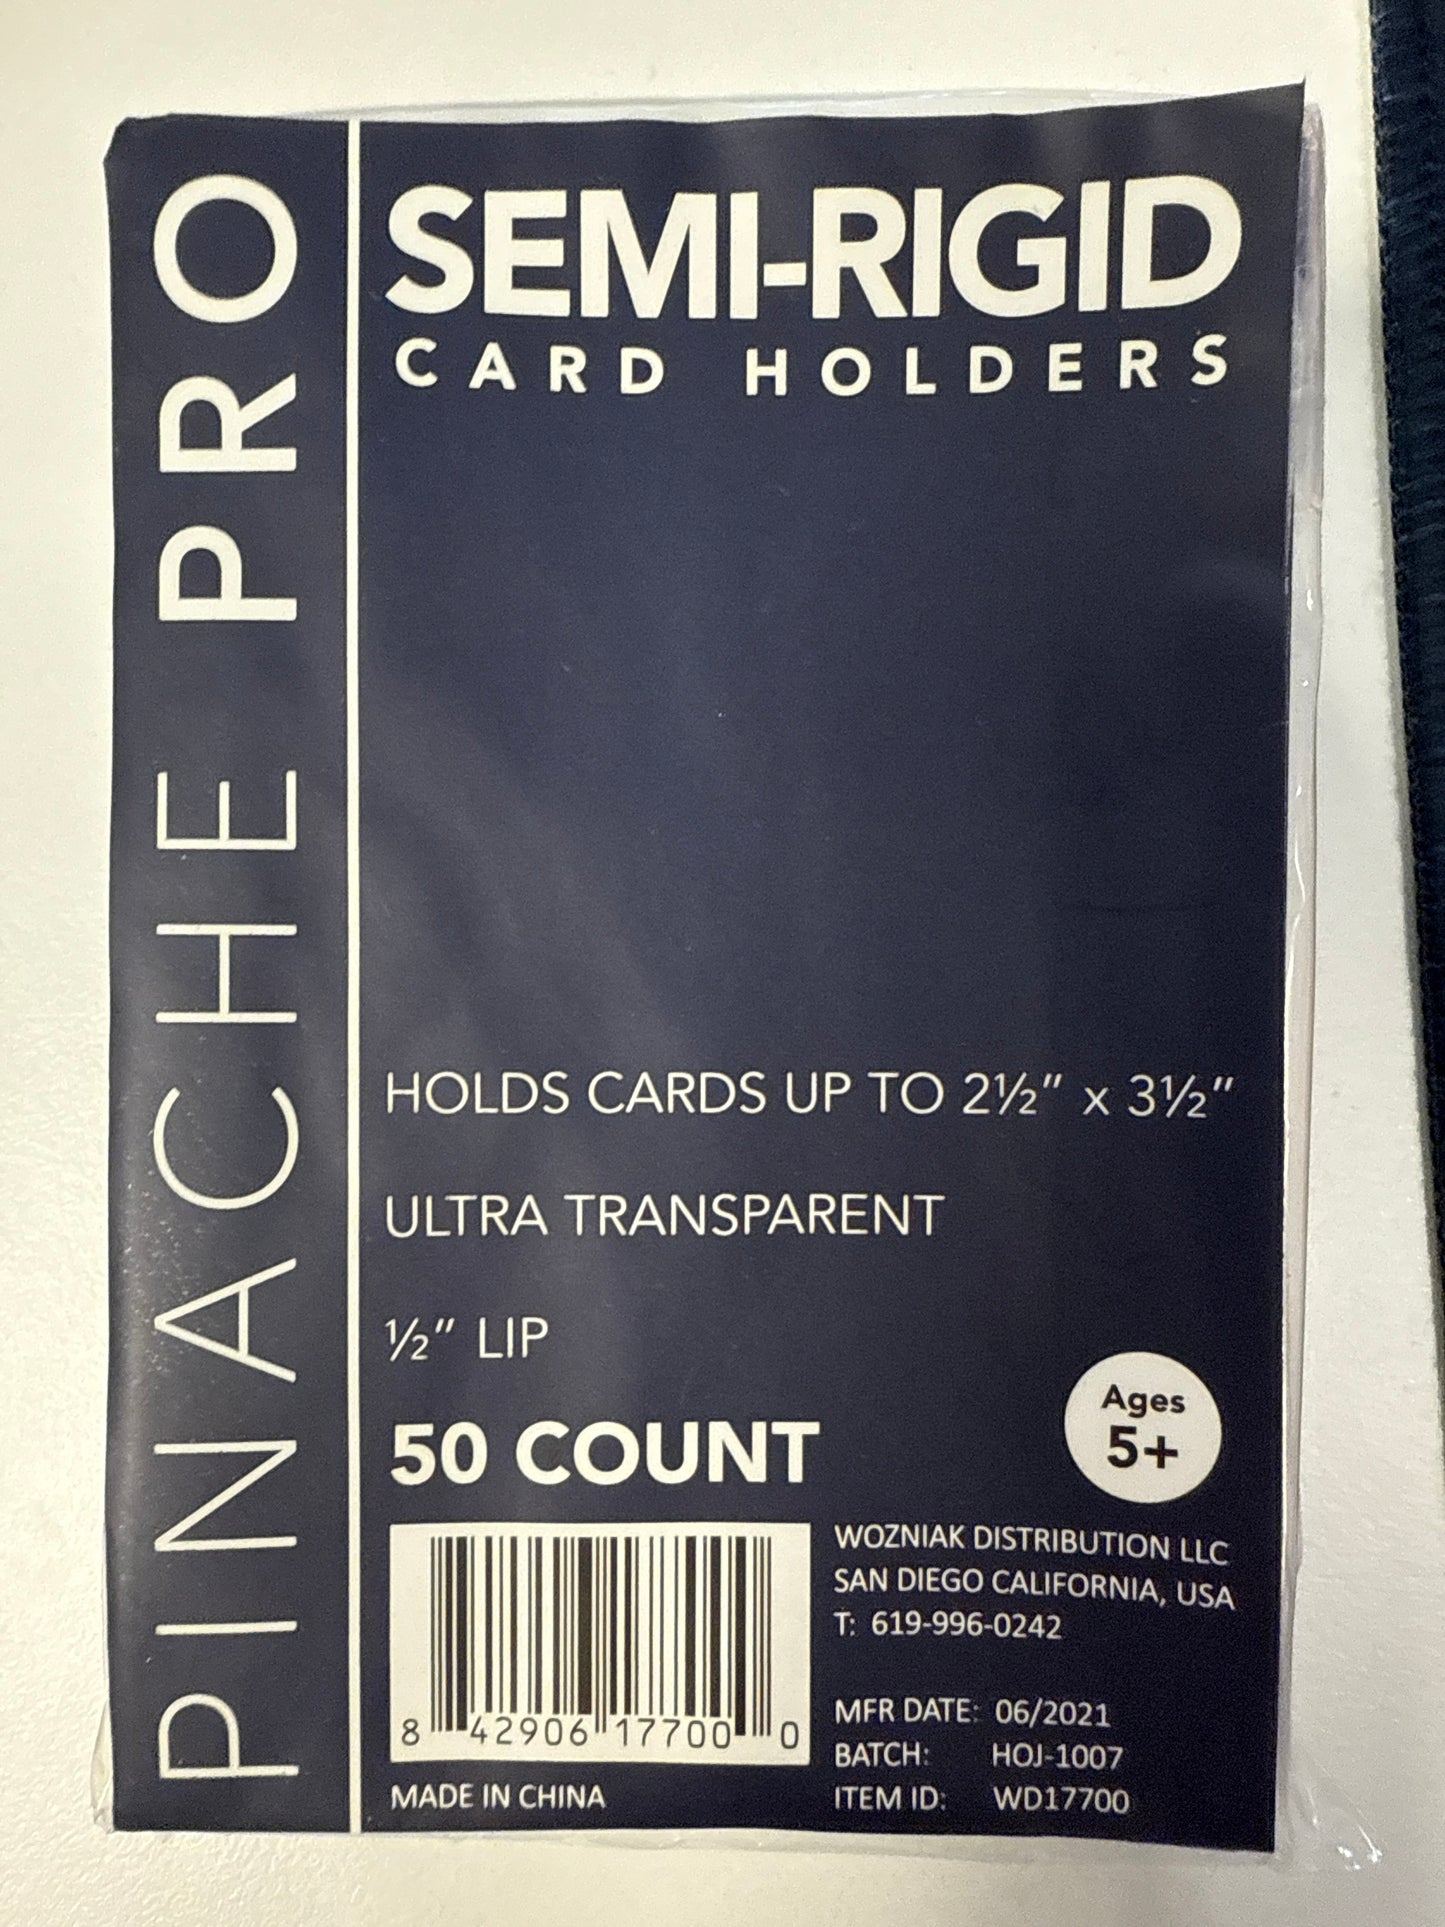 PINACHE PRO
SEMI-RIGID
CARD HOLDERS
HOLDS CARDS UP TO 2½" x 3½"
ULTRA TRANSPARENT
½" LIP
50 COUNT
Ages
5+
8 42906 17700 0
MADE IN CHINA
WOZNIAK DISTRIBUTION LLC
SAN DIEGO CALIFORNIA, USA
T: 619-996-0242
MFR DATE: 06/2021
BATCH: HOJ-1007
ITEM ID: WD17700